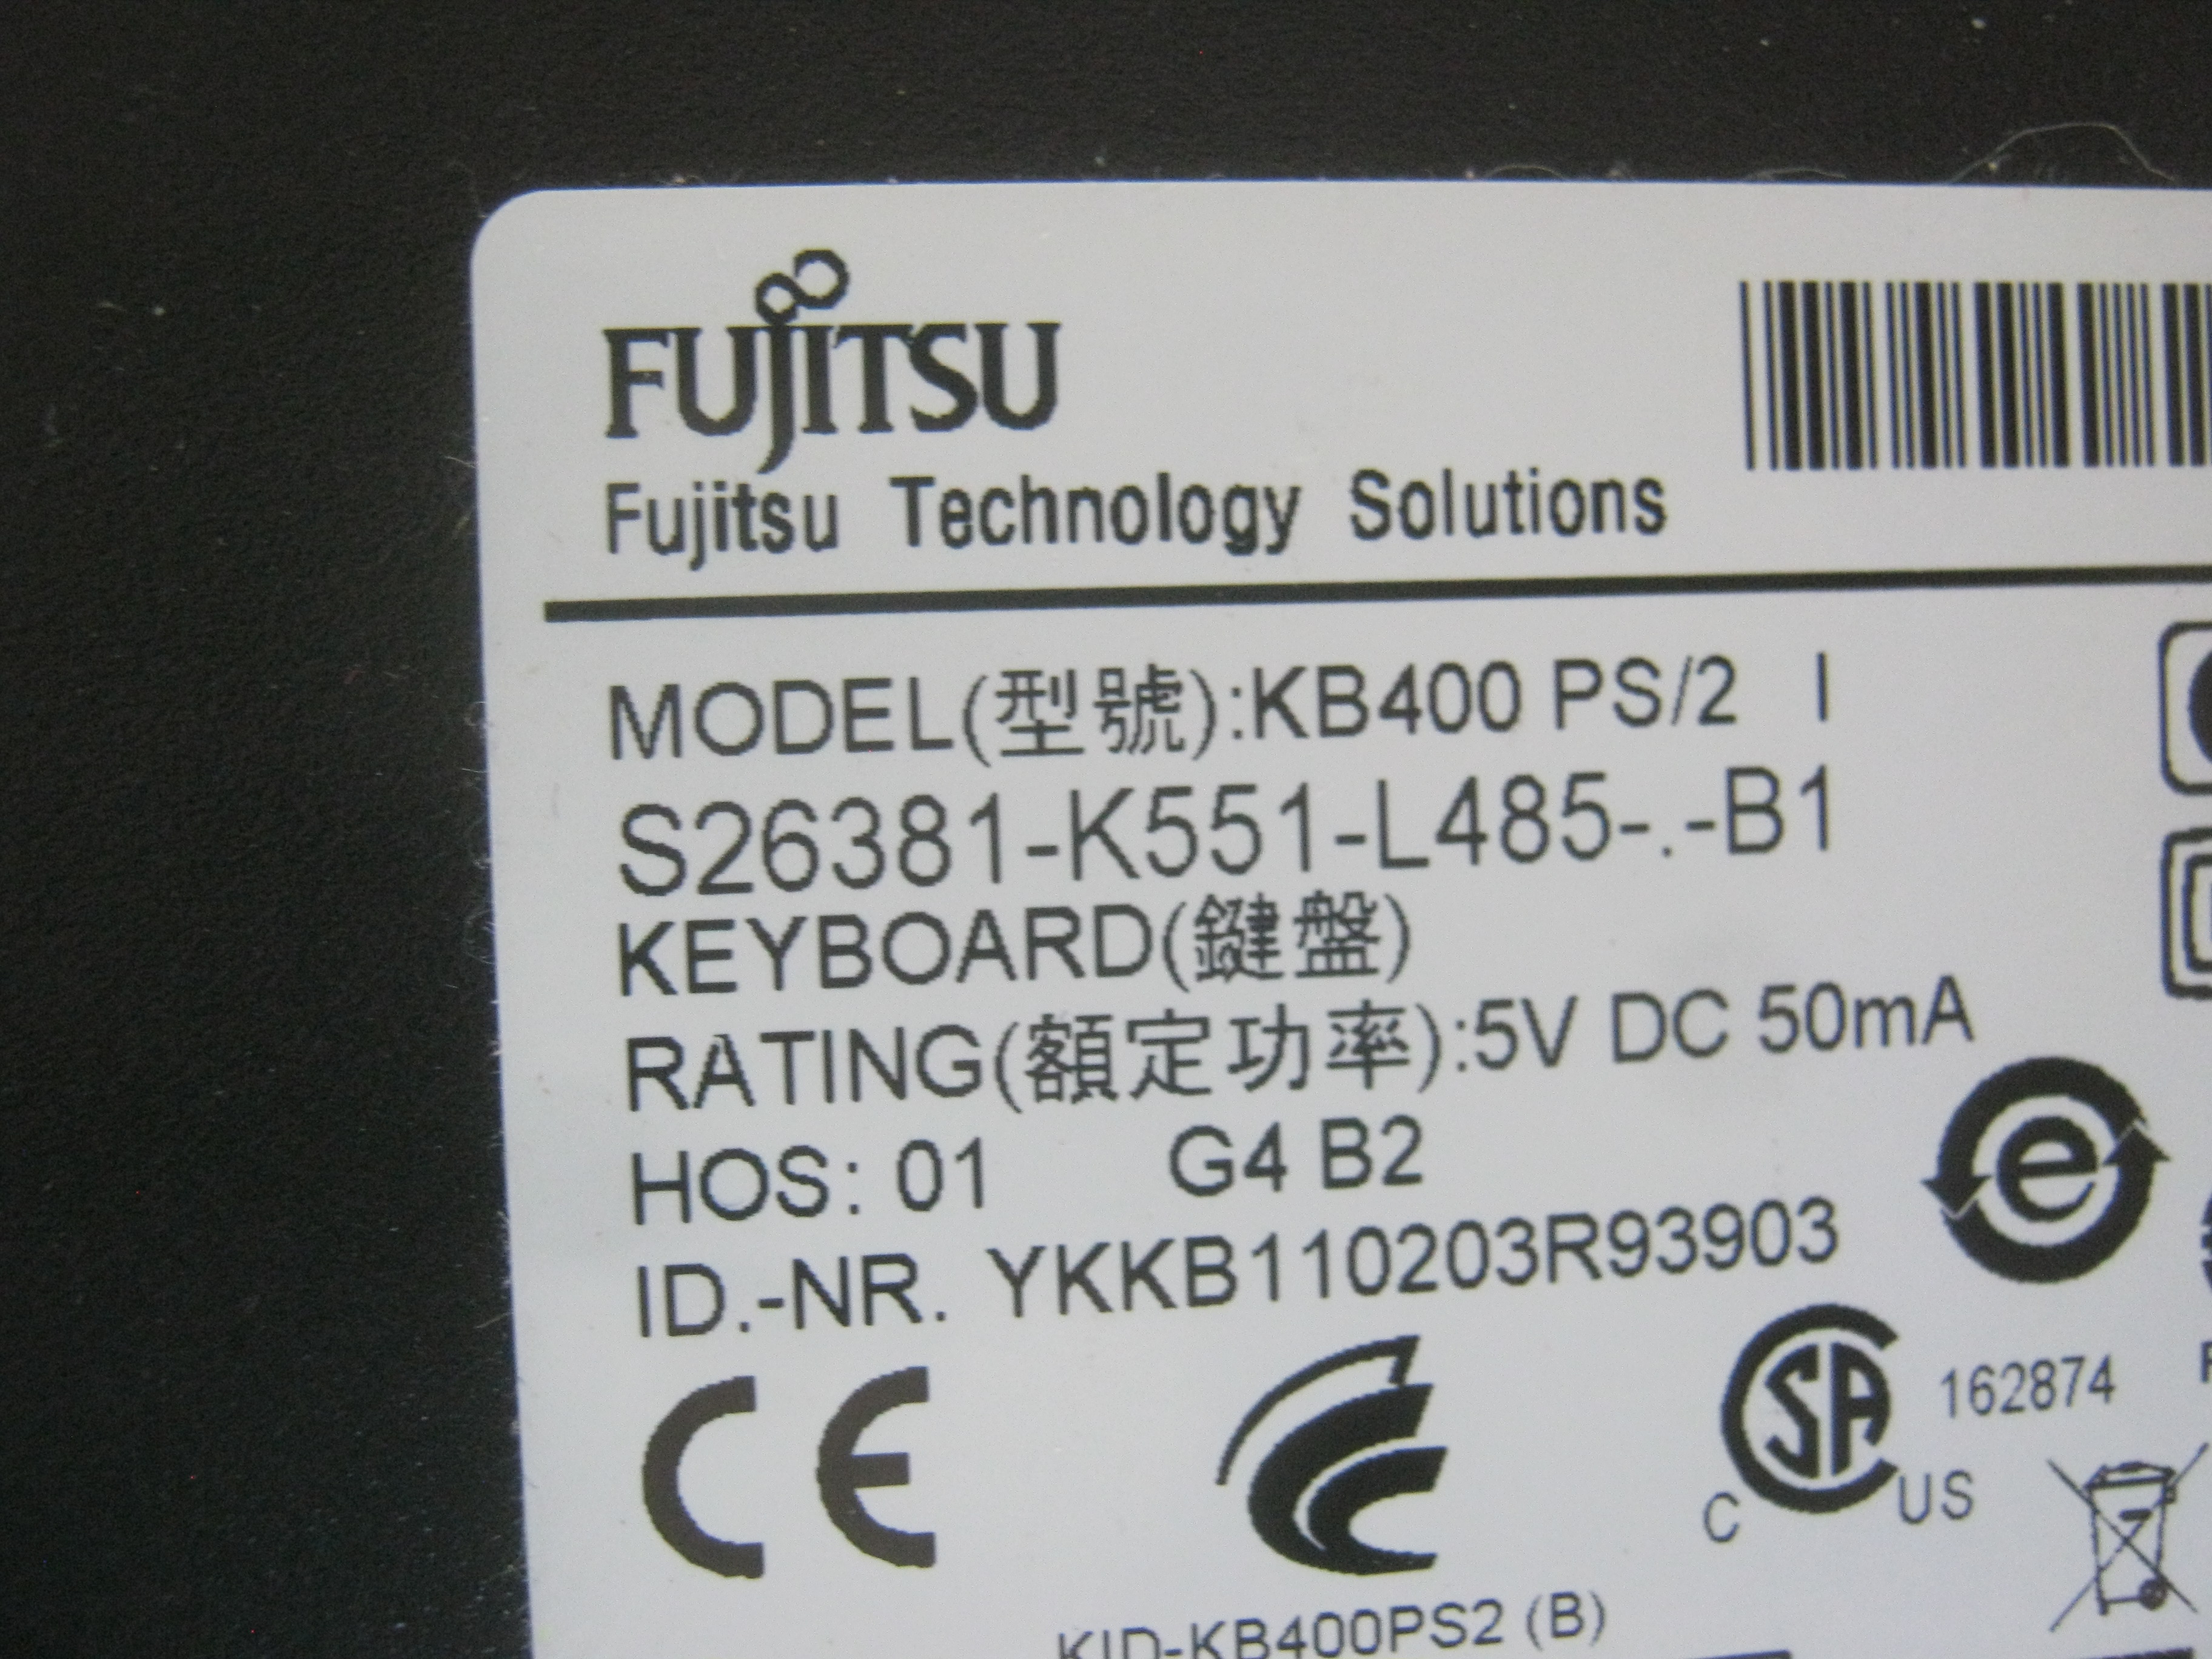 FUJITSU
Fujitsu Technology Solutions
MODEL(型號):KB400 PS/2 I
S26381-K551-L485-.-B1
KEYBOARD(鍵盤)
RATING(額定功率):5V DC 50mA
HOS: 01 G4 B2
ID.-NR. YKKB110203R93903
CE
C SA US 162874
KID-KB400PS2 (B)